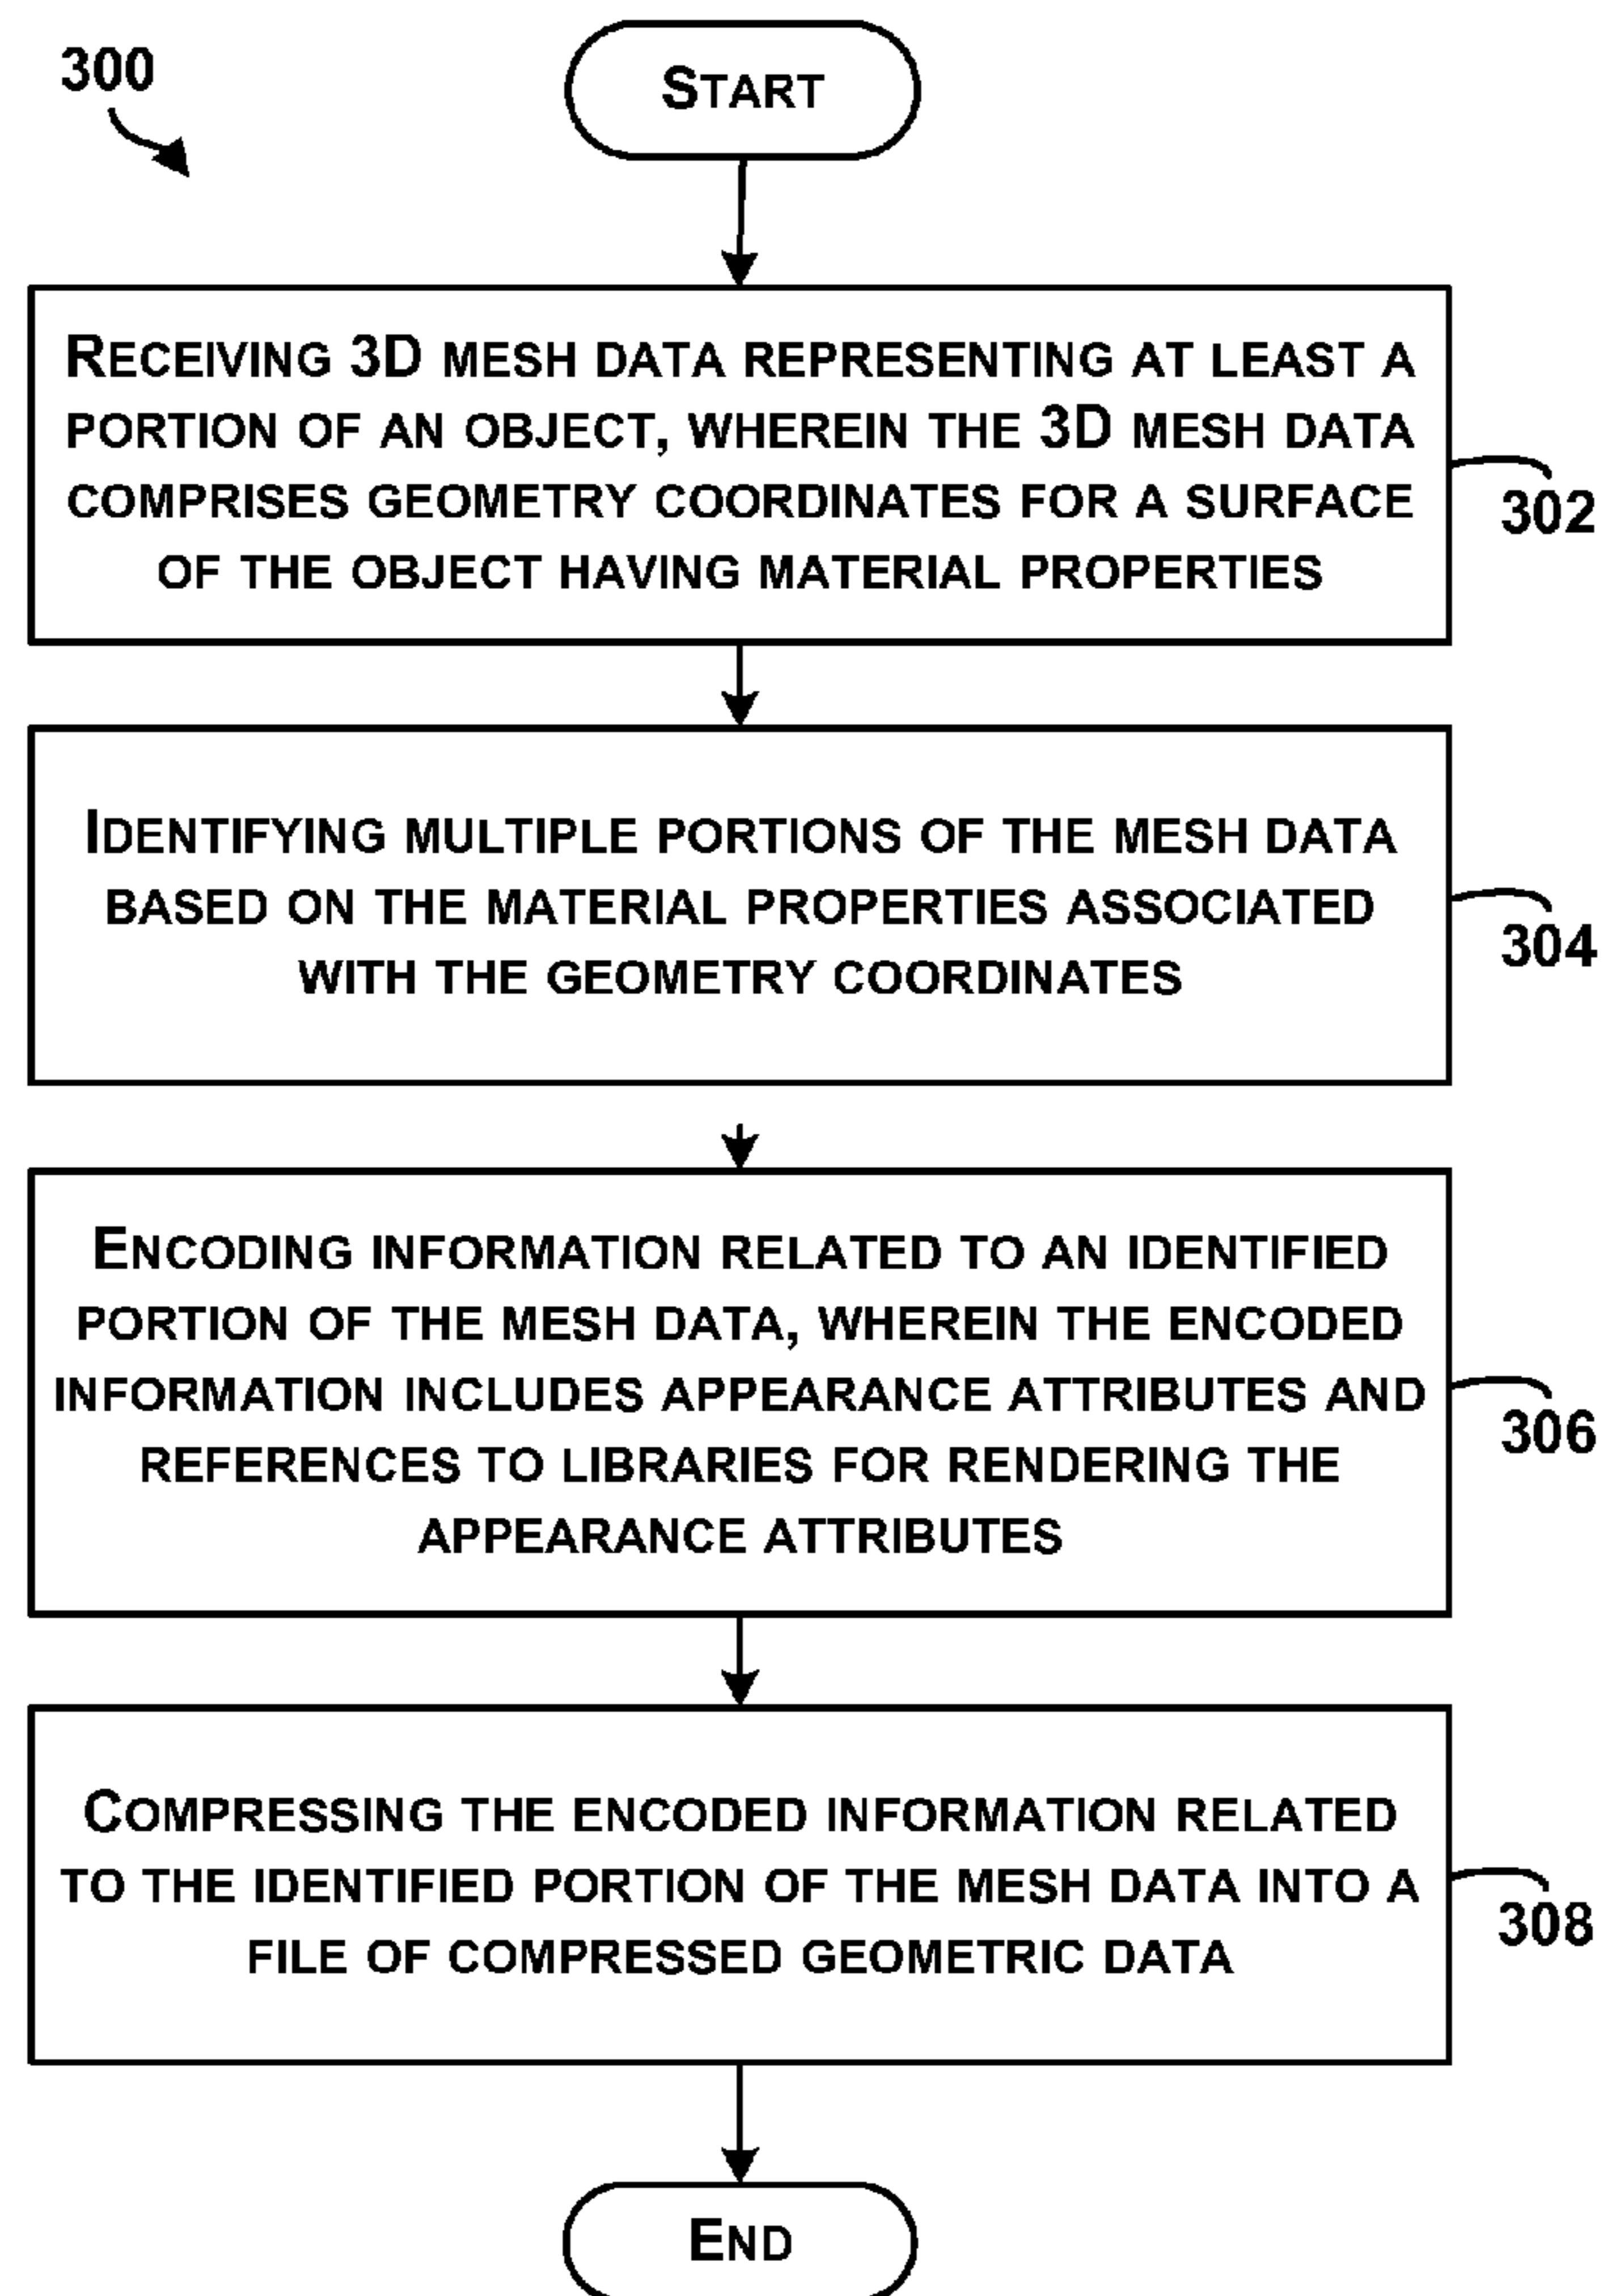 300
START
RECEIVING 3D MESH DATA REPRESENTING AT LEAST A
PORTION OF AN OBJECT, WHEREIN THE 3D MESH DATA
COMPRISES GEOMETRY COORDINATES FOR A SURFACE
OF THE OBJECT HAVING MATERIAL PROPERTIES
302
IDENTIFYING MULTIPLE PORTIONS OF THE MESH DATA
BASED ON THE MATERIAL PROPERTIES ASSOCIATED
WITH THE GEOMETRY COORDINATES
304
ENCODING INFORMATION RELATED TO AN IDENTIFIED
PORTION OF THE MESH DATA, WHEREIN THE ENCODED
INFORMATION INCLUDES APPEARANCE ATTRIBUTES AND
REFERENCES TO LIBRARIES FOR RENDERING THE
APPEARANCE ATTRIBUTES
306
COMPRESSING THE ENCODED INFORMATION RELATED
TO THE IDENTIFIED PORTION OF THE MESH DATA INTO A
FILE OF COMPRESSED GEOMETRIC DATA
308
END